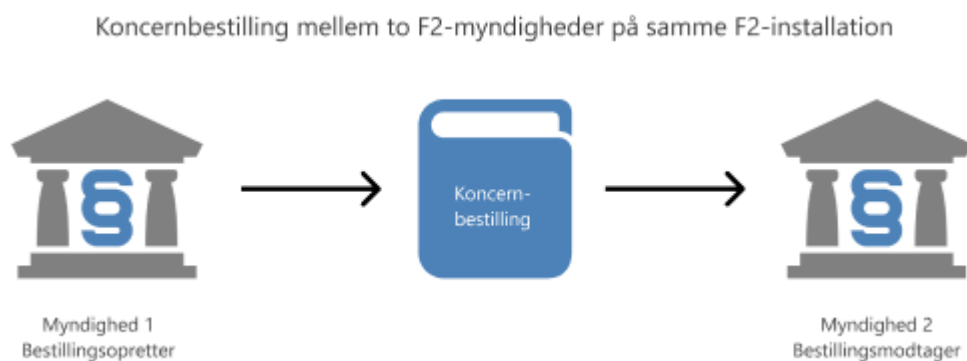 Koncernbestilling mellem to F2-myndigheder på samme F2-installation
Koncern-
bestilling
Myndighed 1
Bestillingsopretter
Myndighed 2
Bestillingsmodtager